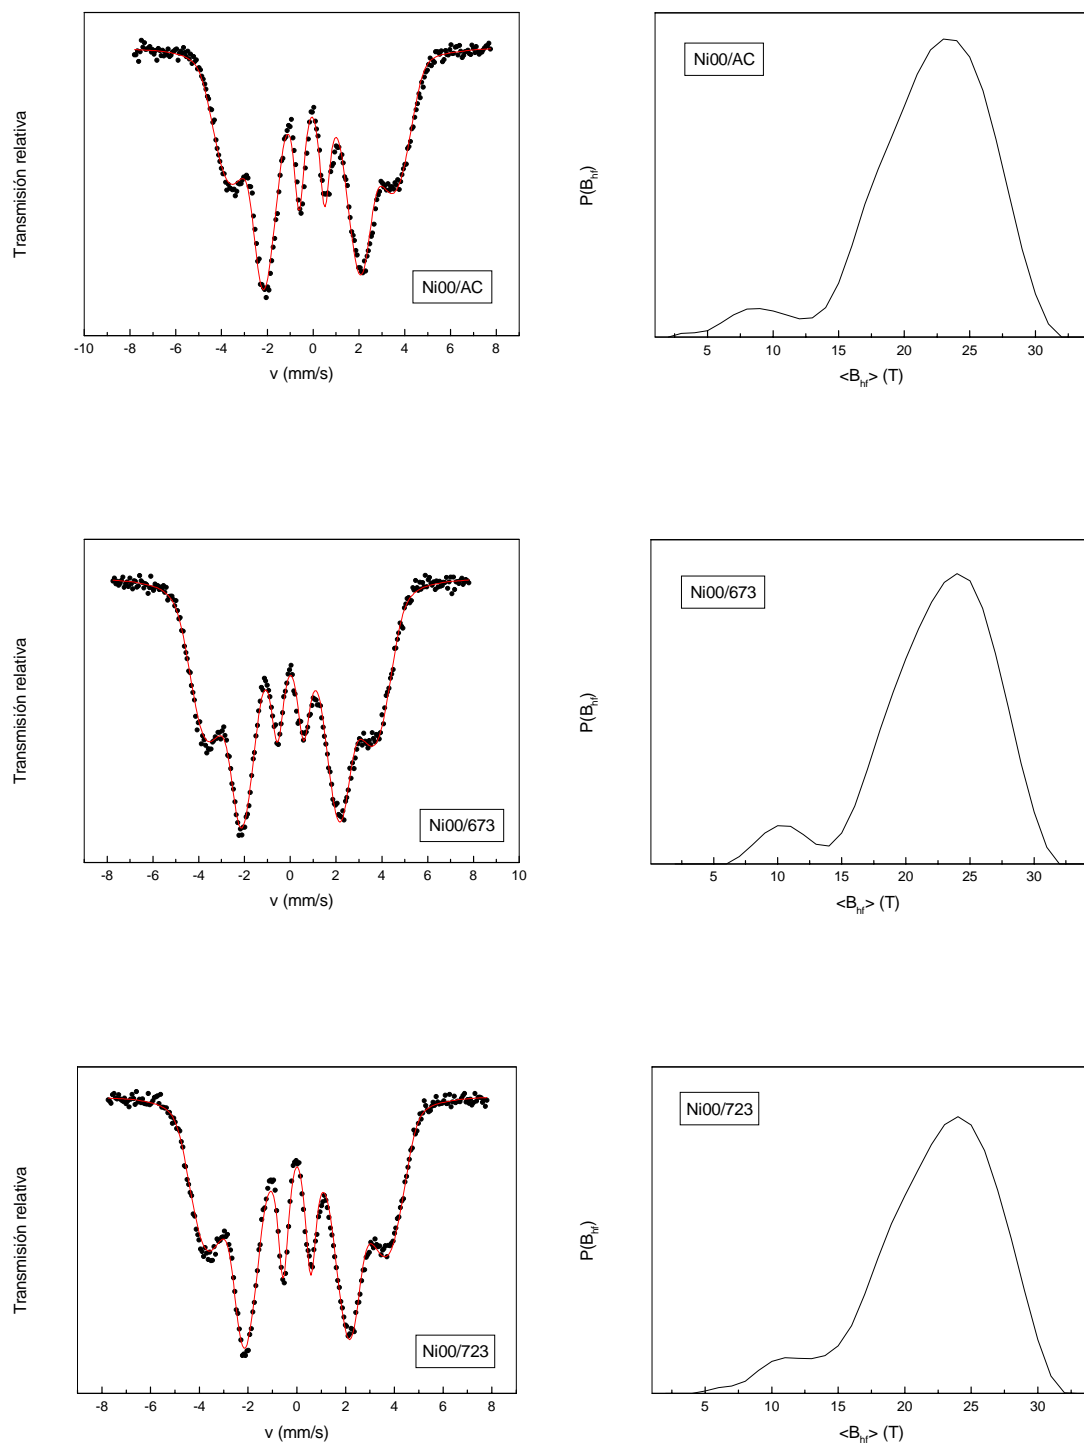 Transmisión relativa
Ni00/AC
-10 -8 -6 -4 -2 0 2 4 6 8
v (mm/s)
P(B_hf)
Ni00/AC
5 10 15 20 25 30
<B_hf> (T)
Transmisión relativa
Ni00/673
-8 -6 -4 -2 0 2 4 6 8 10
v (mm/s)
P(B_hf)
Ni00/673
5 10 15 20 25 30
<B_hf> (T)
Transmisión relativa
Ni00/723
-8 -6 -4 -2 0 2 4 6 8
v (mm/s)
P(B_hf)
Ni00/723
5 10 15 20 25 30
<B_hf> (T)